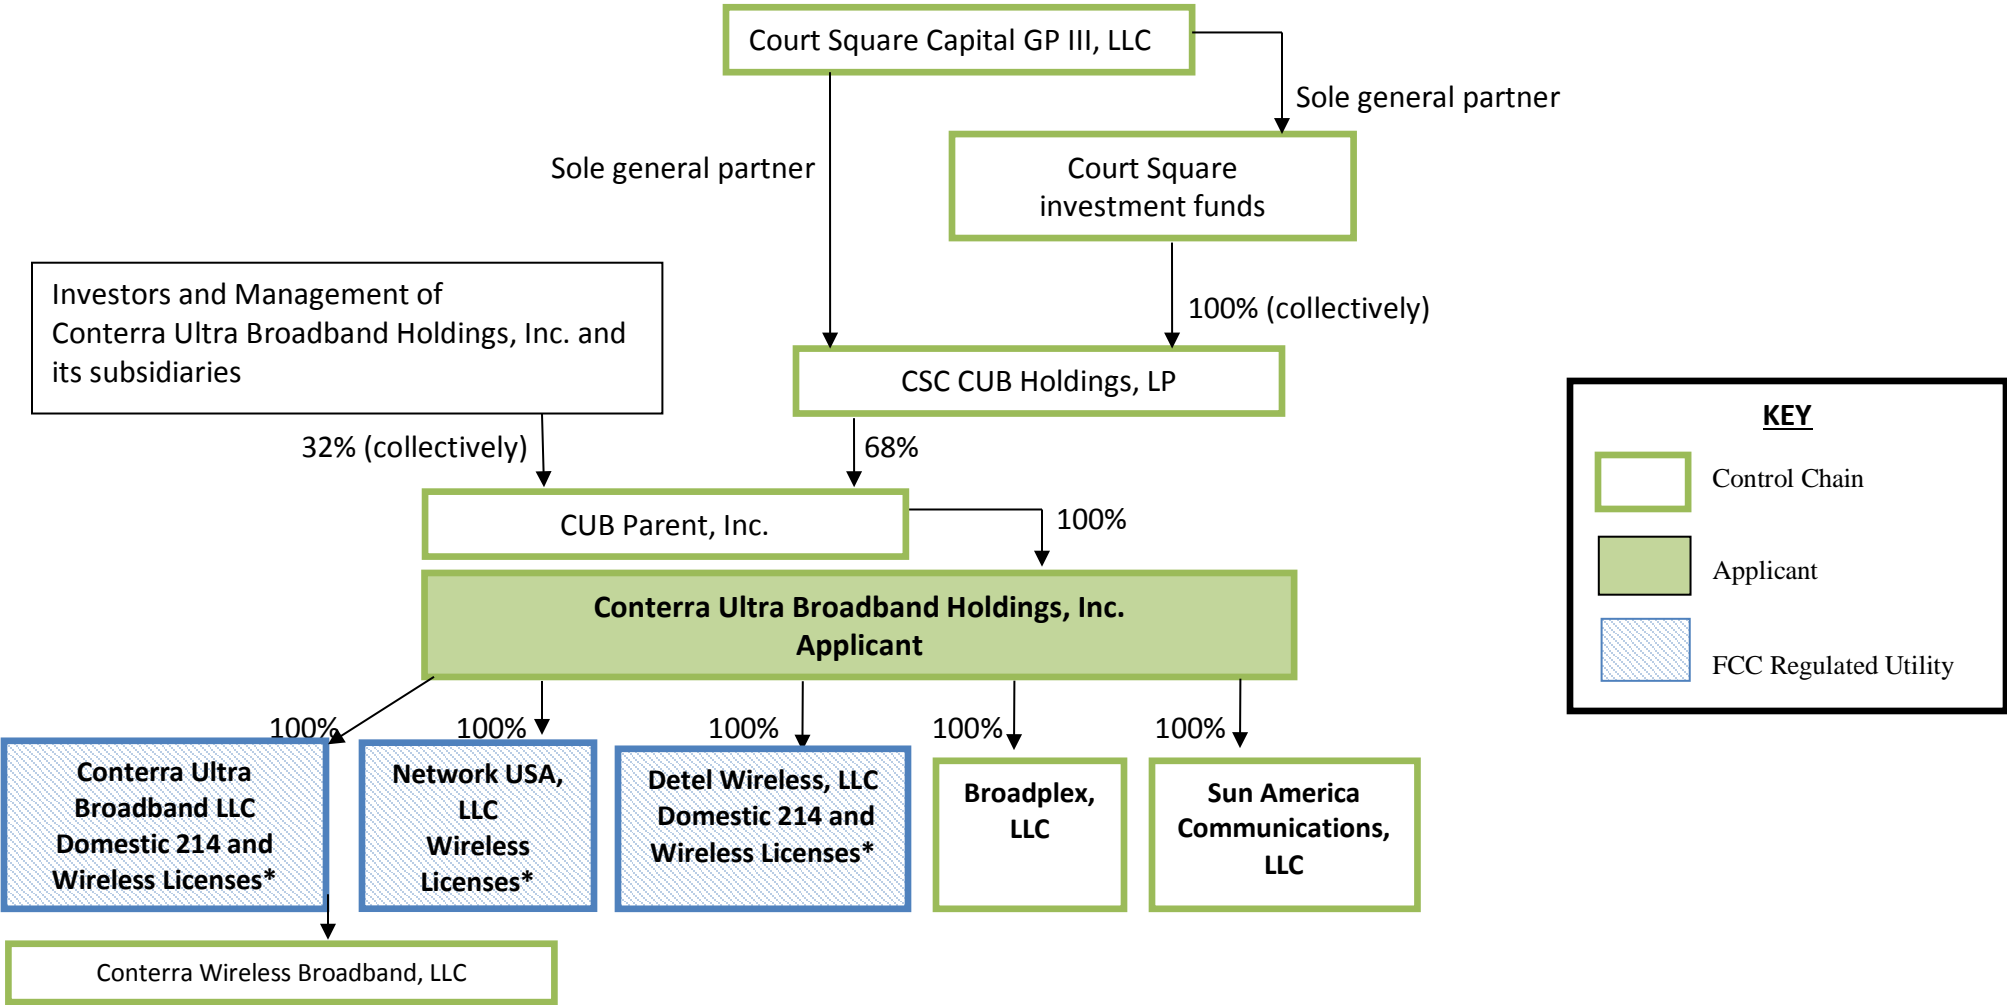 Court Square Capital GP III, LLC
Sole general partner
Sole general partner
Court Square
investment funds
Investors and Management of
Conterra Ultra Broadband Holdings, Inc. and
its subsidiaries
100% (collectively)
CSC CUB Holdings, LP
32% (collectively)
68%
CUB Parent, Inc.
100%
Conterra Ultra Broadband Holdings, Inc.
Applicant
100%
100%
100%
100%
100%
Conterra Ultra
Broadband LLC
Domestic 214 and
Wireless Licenses*
Network USA,
LLC
Wireless
Licenses*
Detel Wireless, LLC
Domestic 214 and
Wireless Licenses*
Broadplex,
LLC
Sun America
Communications,
LLC
Conterra Wireless Broadband, LLC
KEY
Control Chain
Applicant
FCC Regulated Utility